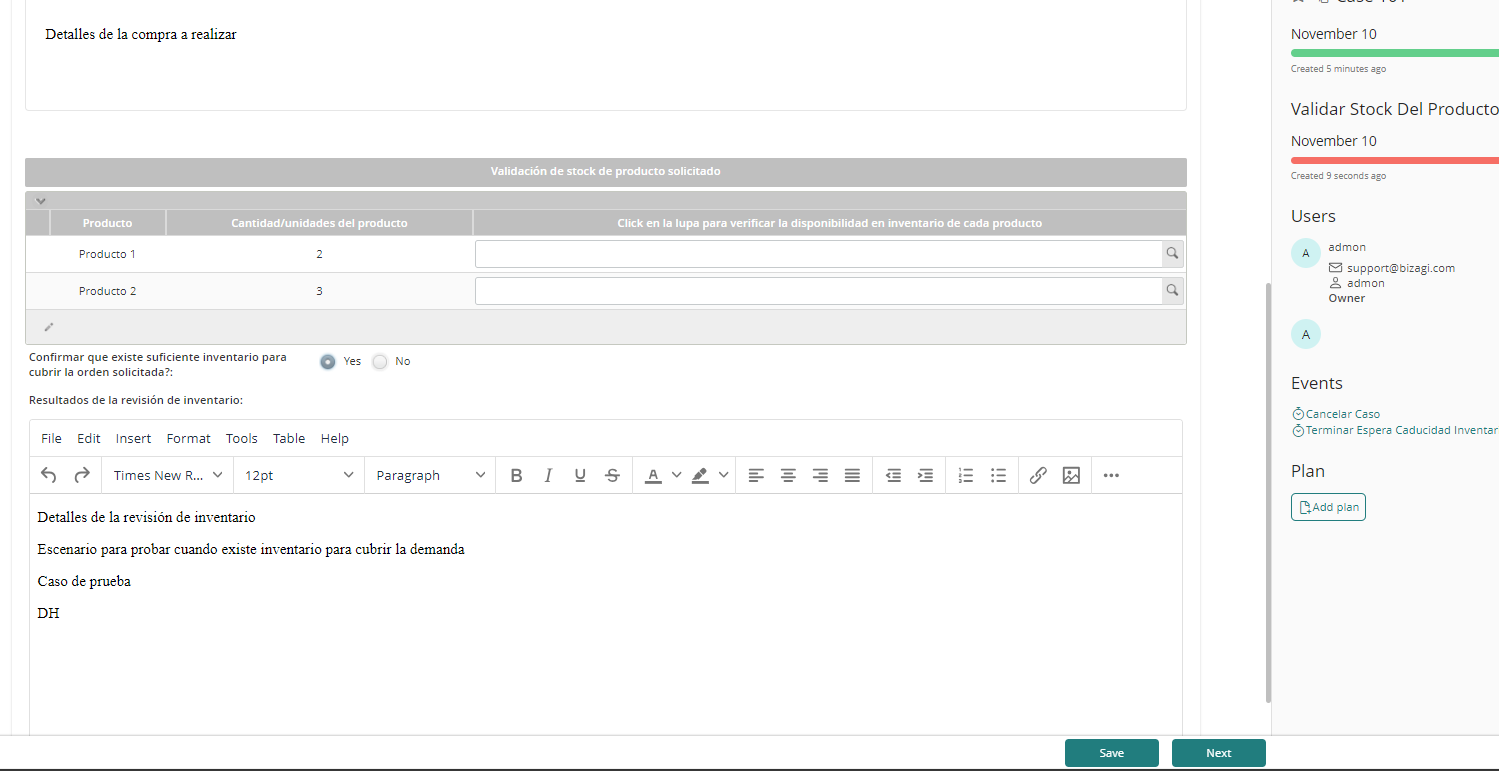 Detalles de la compra a realizar
Validación de stock de producto solicitado
Producto Cantidad/unidades del producto Click en la lupa para verificar la disponibilidad en inventario de cada producto
Producto 1 2
Producto 2 3
Confirmar que existe suficiente inventario para
cubrir la orden solicitada?:
Yes No
Resultados de la revisión de inventario:
File Edit Insert Format Tools Table Help
Times New R... 12pt Paragraph
Detalles de la revisión de inventario
Escenario para probar cuando existe inventario para cubrir la demanda
Caso de prueba
DH
Save Next
November 10
Created 5 minutes ago
Validar Stock Del Producto
November 10
Created 9 seconds ago
Users
A
admon
support@bizagi.com
admon
Owner
A
Events
Cancelar Caso
Terminar Espera Caducidad Inventar
Plan
Add plan